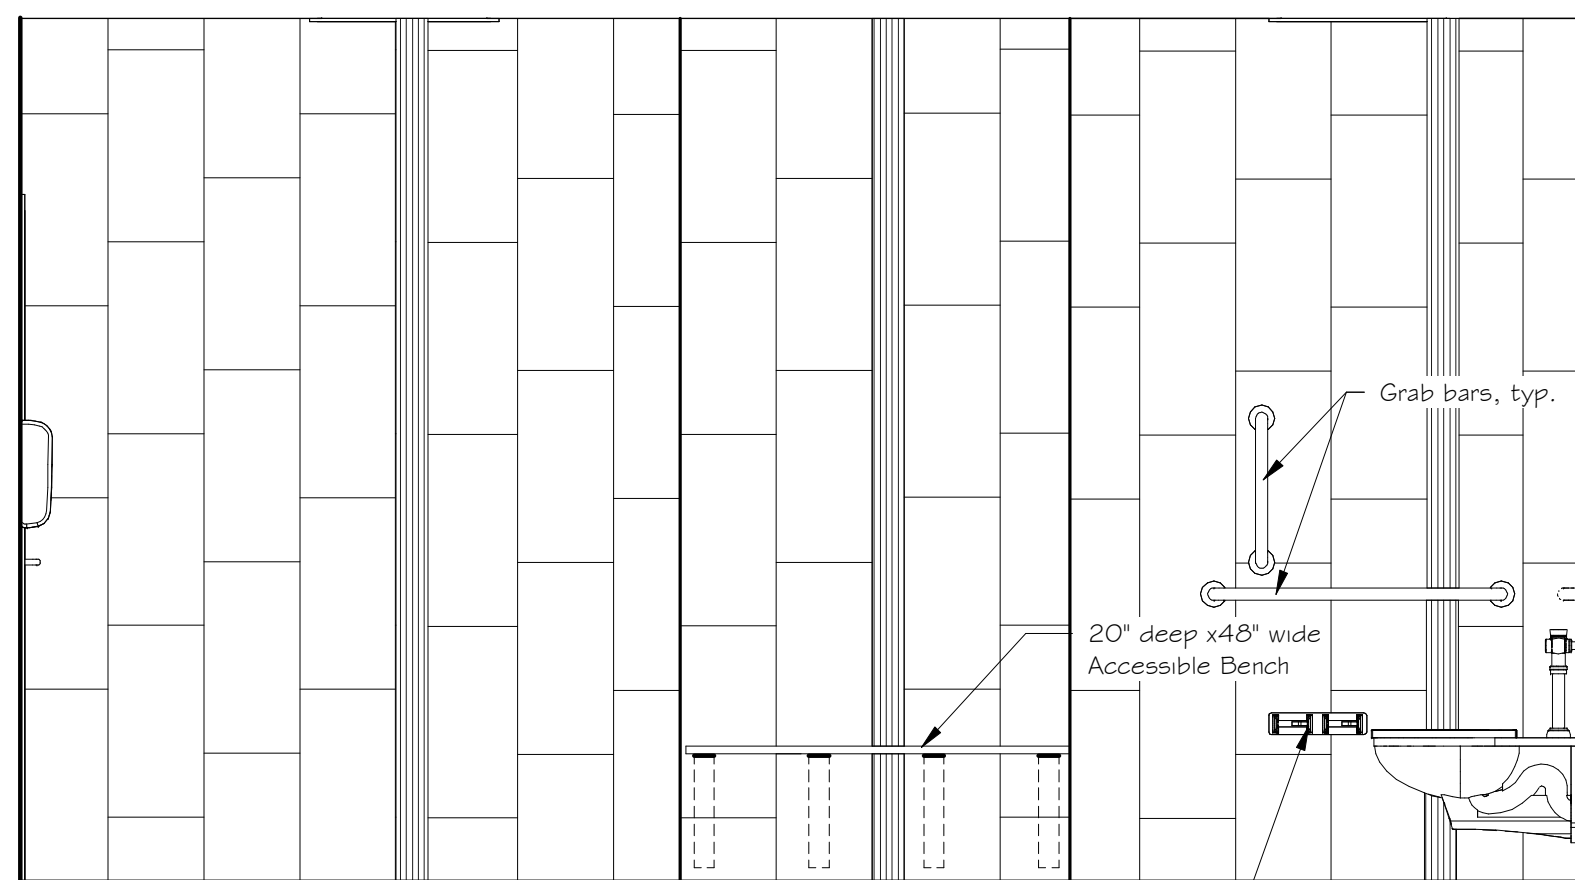 Grab bars, typ.
20" deep x48" wide
Accessible Bench